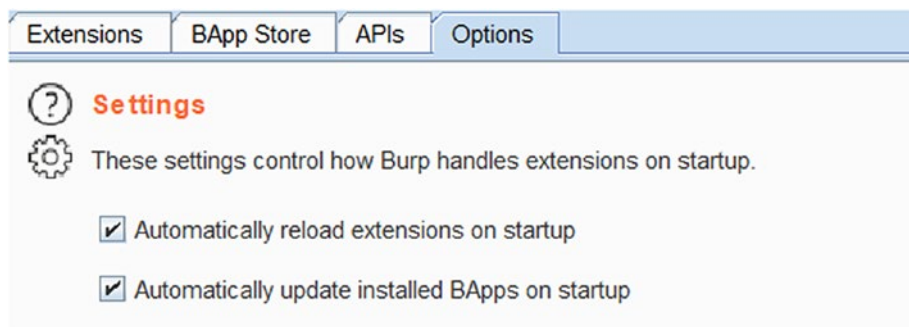 Extensions BApp Store APIs Options
? Settings
These settings control how Burp handles extensions on startup.
Automatically reload extensions on startup
Automatically update installed BApps on startup